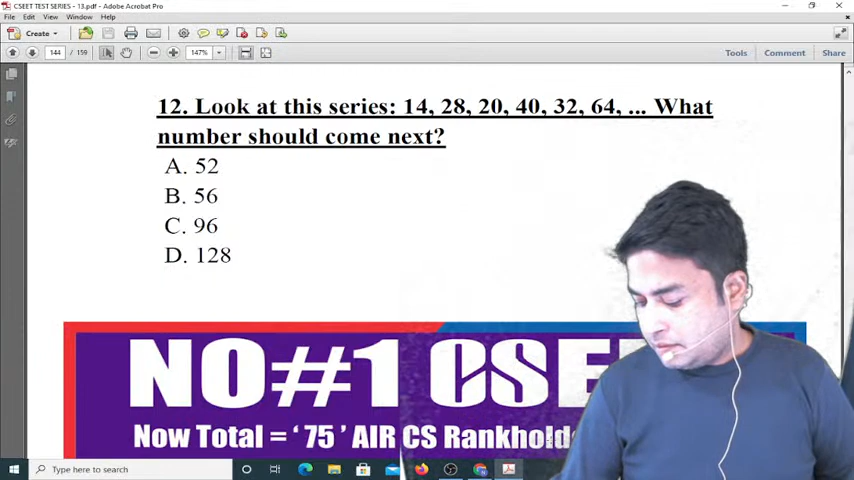 CSEET TEST SERIES - 13.pdf - Adobe Acrobat Pro
File Edit View Window Help
Create
144 / 159 147% Tools Comment Share
12. Look at this series: 14, 28, 20, 40, 32, 64, ... What
number should come next?
A. 52
B. 56
C. 96
D. 128
NO#1 CSEE
Now Total = ‘ 75 ’ AIR CS Rankho
Type here to search